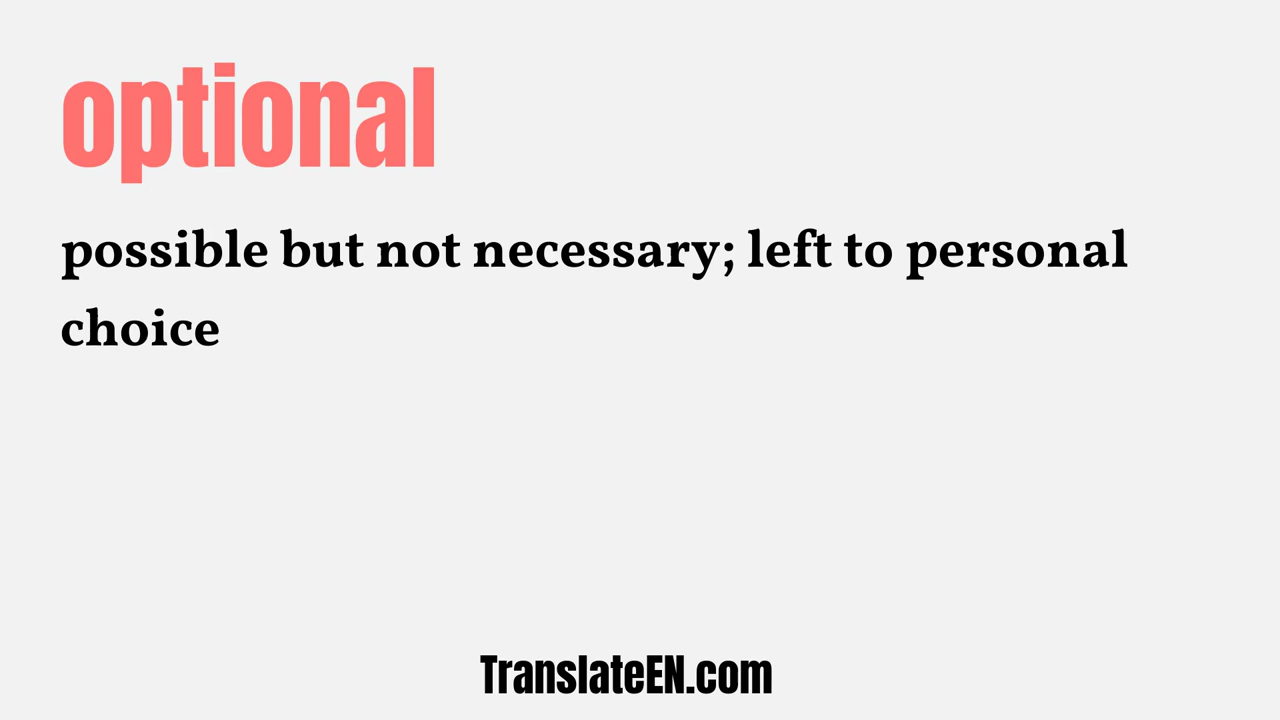 optional
possible but not necessary; left to personal
choice
TranslateEN.com